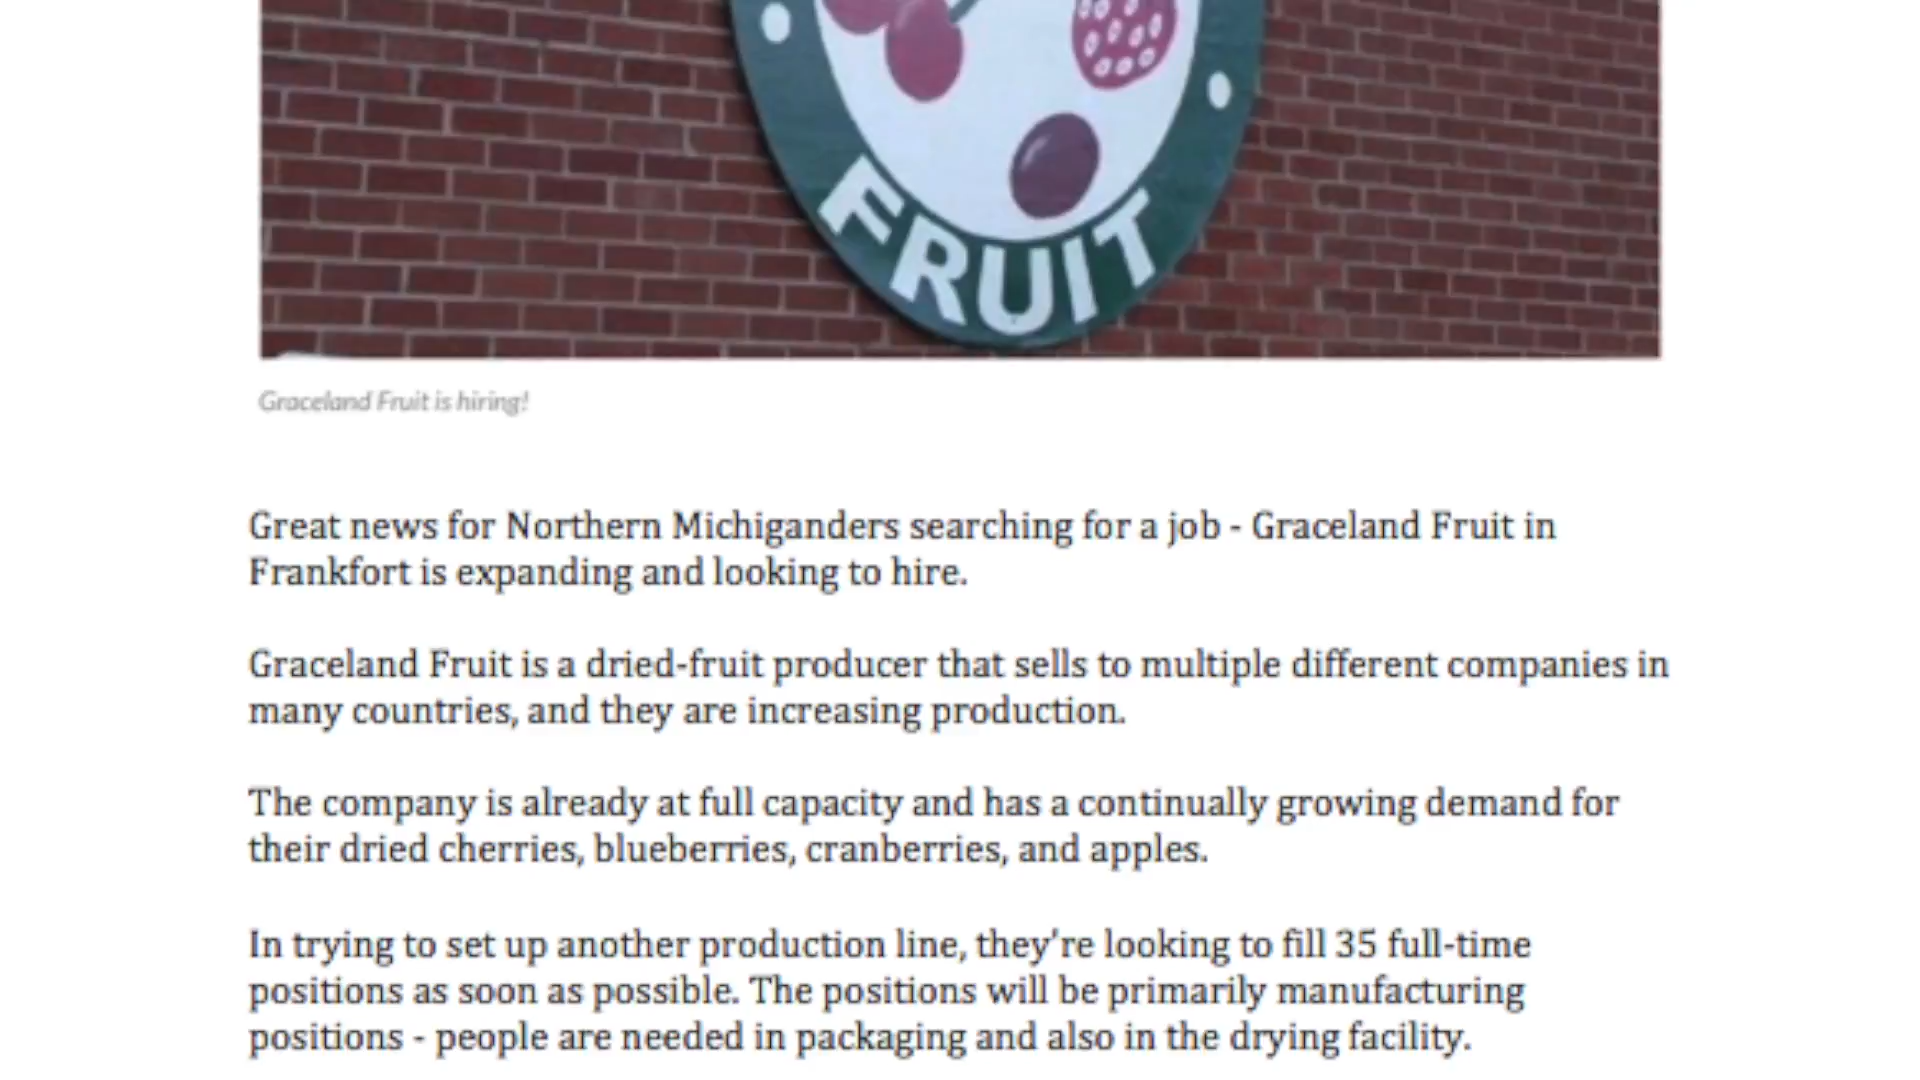 FRUIT
Graceland Fruit is hiring!
Great news for Northern Michiganders searching for a job - Graceland Fruit in
Frankfort is expanding and looking to hire.
Graceland Fruit is a dried-fruit producer that sells to multiple different companies in
many countries, and they are increasing production.
The company is already at full capacity and has a continually growing demand for
their dried cherries, blueberries, cranberries, and apples.
In trying to set up another production line, they're looking to fill 35 full-time
positions as soon as possible. The positions will be primarily manufacturing
positions - people are needed in packaging and also in the drying facility.